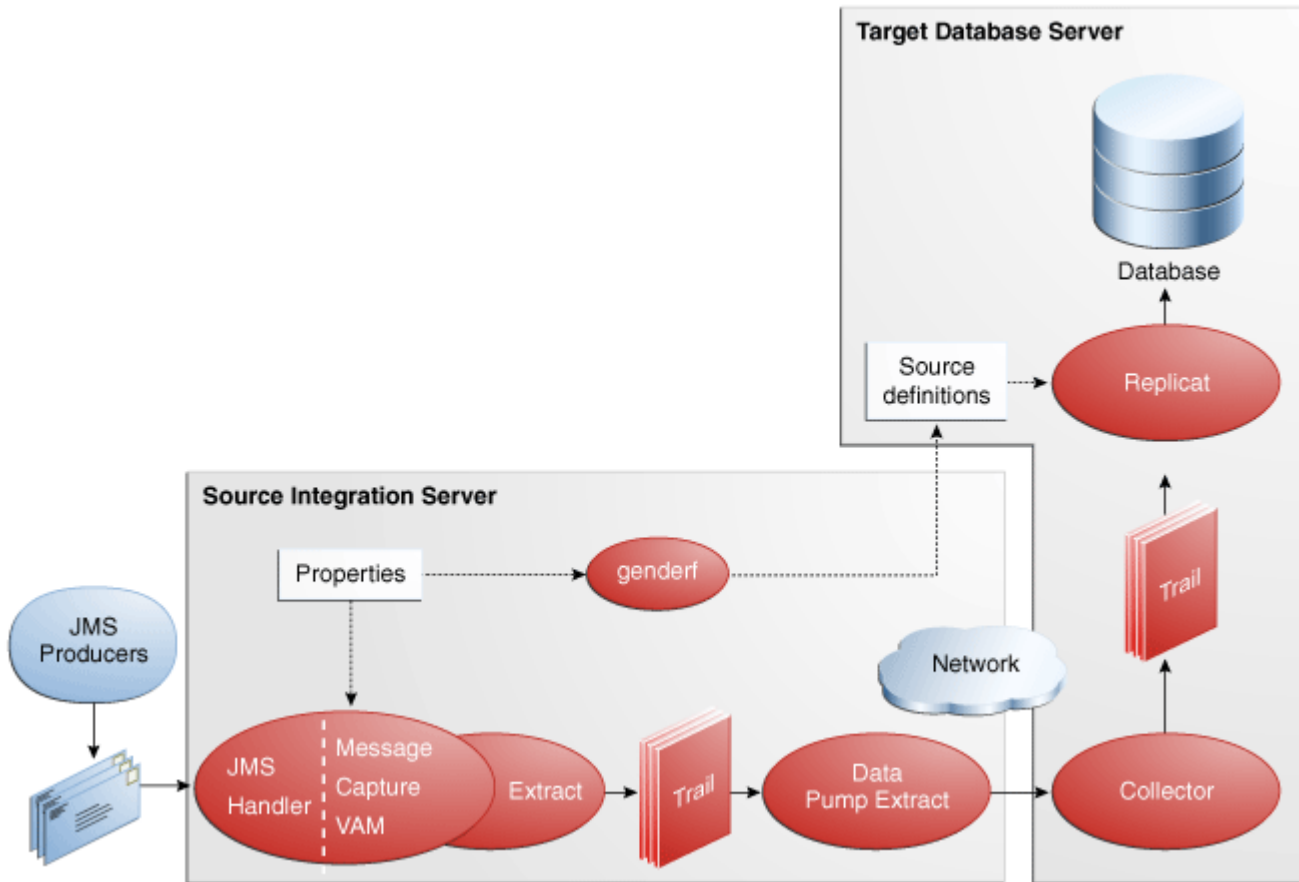 Target Database Server
Database
Source
definitions
Replicat
Source Integration Server
Properties
genderf
JMS
Producers
Network
Trail
JMS
Handler
Message
Capture
VAM
Extract
Trail
Data
Pump Extract
Collector